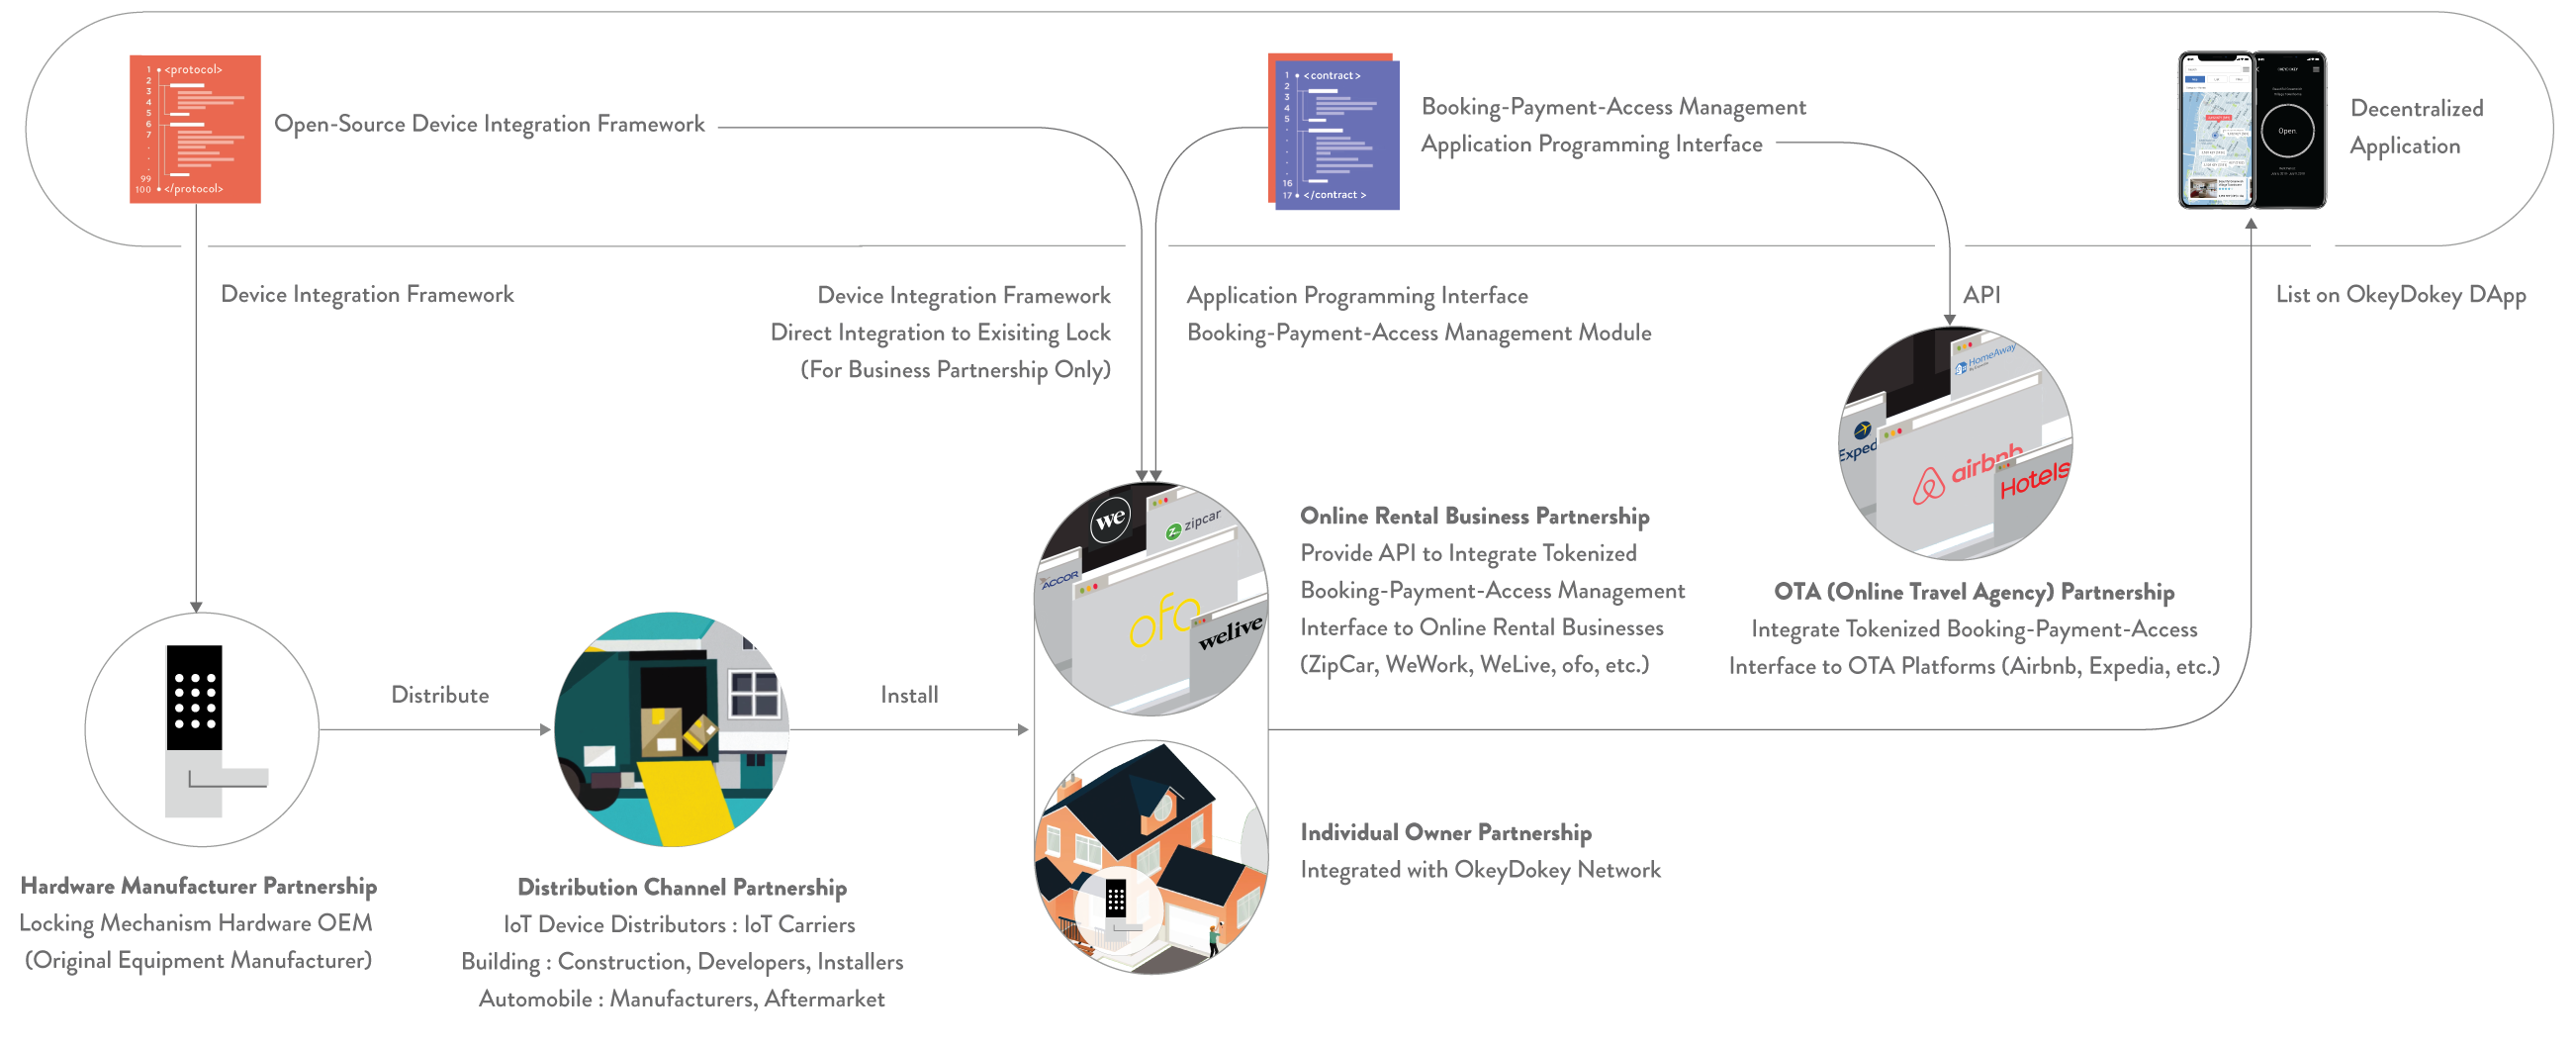 1 <protocol>
2
3
4
5
6
7
.
.
.
99
100 </protocol>
Open-Source Device Integration Framework
1 <contract>
2
3
4
5
.
.
.
.
.
16
17 </contract >
Booking-Payment-Access Management
Application Programming Interface
Open.
Decentralized
Application
Device Integration Framework
Device Integration Framework
Direct Integration to Exisiting Lock
(For Business Partnership Only)
Application Programming Interface
Booking-Payment-Access Management Module
API
List on OkeyDokey DApp
HomeAway
Exped
airbnb
Hotels
we
zipcar
ACCOR
ofo
welive
Online Rental Business Partnership
Provide API to Integrate Tokenized
Booking-Payment-Access Management
Interface to Online Rental Businesses
(ZipCar, WeWork, WeLive, ofo, etc.)
OTA (Online Travel Agency) Partnership
Integrate Tokenized Booking-Payment-Access
Interface to OTA Platforms (Airbnb, Expedia, etc.)
Distribute
Install
Individual Owner Partnership
Integrated with OkeyDokey Network
Hardware Manufacturer Partnership
Locking Mechanism Hardware OEM
(Original Equipment Manufacturer)
Distribution Channel Partnership
IoT Device Distributors : IoT Carriers
Building : Construction, Developers, Installers
Automobile : Manufacturers, Aftermarket